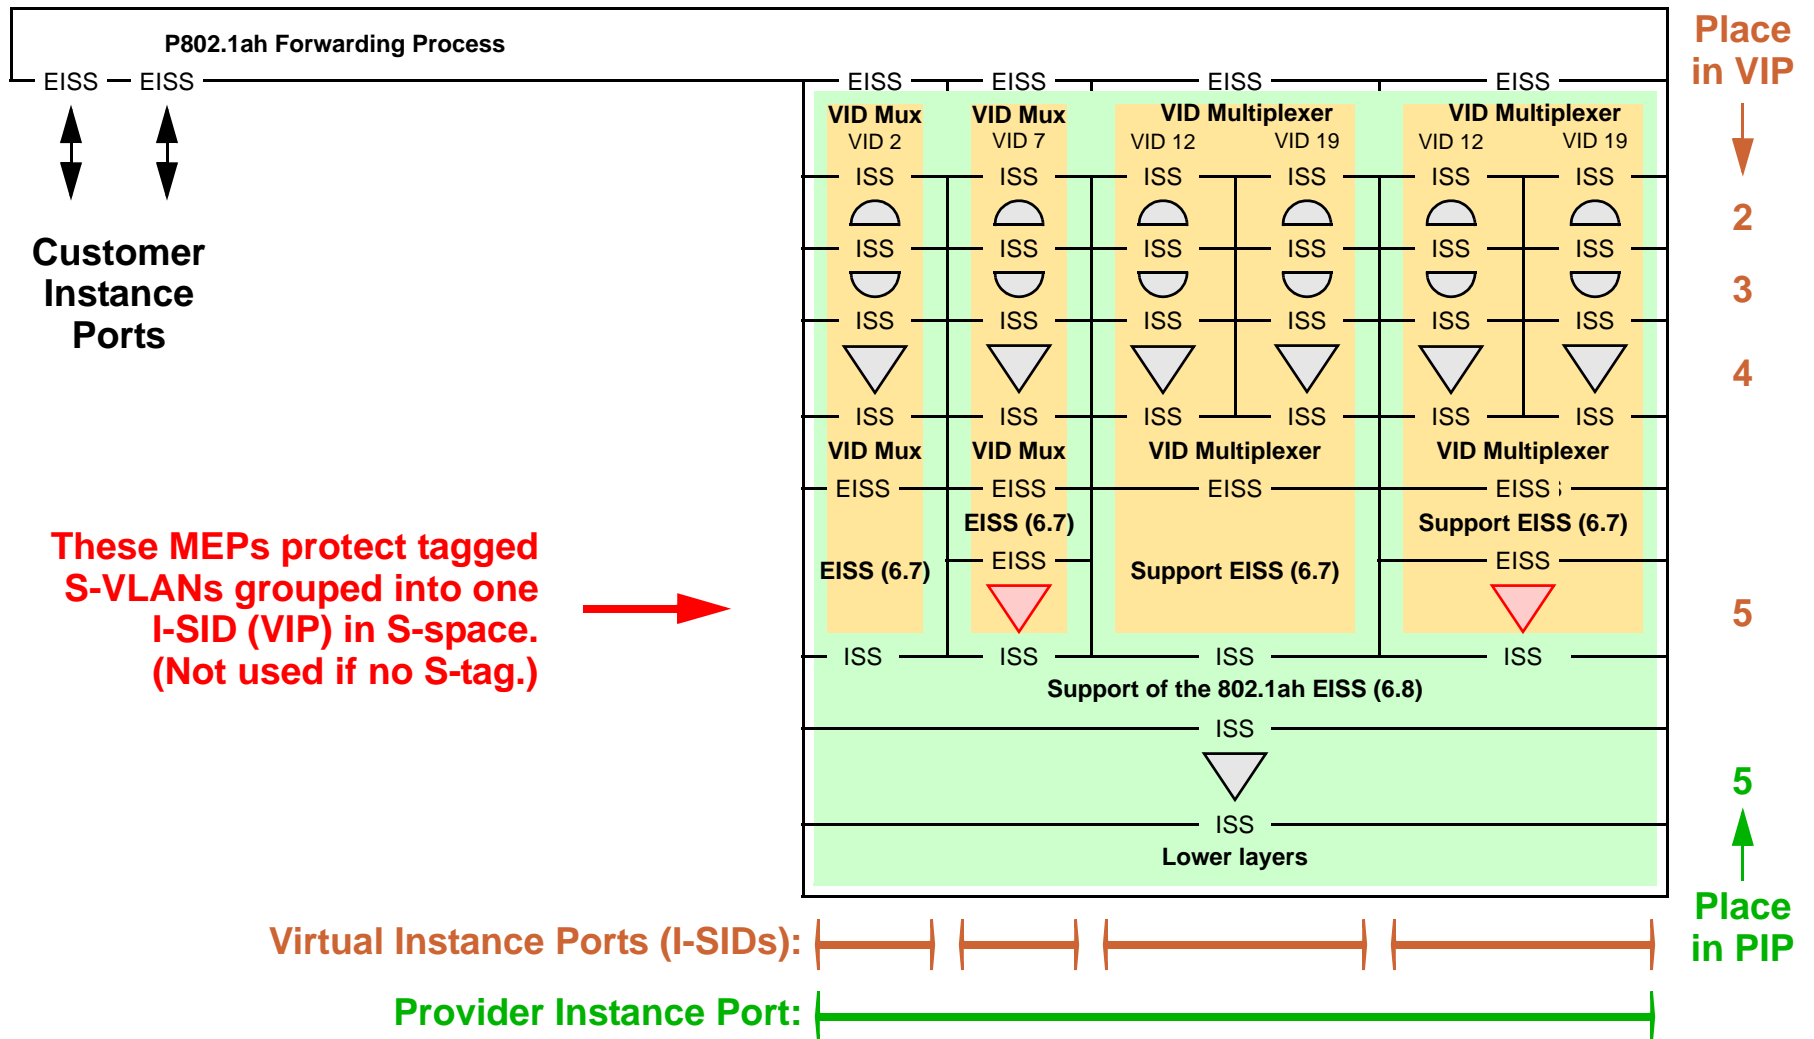 P802.1ah Forwarding Process
Place
in VIP
EISS EISS EISS EISS EISS EISS
VID Mux VID Mux VID Multiplexer VID Multiplexer
VID 2 VID 7 VID 12 VID 19 VID 12 VID 19
ISS ISS ISS ISS ISS ISS
2
Customer
Instance
Ports
ISS ISS ISS ISS ISS ISS
3
ISS ISS ISS ISS ISS ISS
4
ISS ISS ISS ISS ISS ISS
VID Mux VID Mux VID Multiplexer VID Multiplexer
EISS EISS EISS EISS
EISS (6.7) Support EISS (6.7)
EISS EISS
EISS (6.7) Support EISS (6.7)
These MEPs protect tagged
S-VLANs grouped into one
I-SID (VIP) in S-space.
(Not used if no S-tag.)
5
ISS ISS ISS ISS
Support of the 802.1ah EISS (6.8)
ISS
5
ISS
Lower layers
Place
in PIP
Virtual Instance Ports (I-SIDs):
Provider Instance Port: